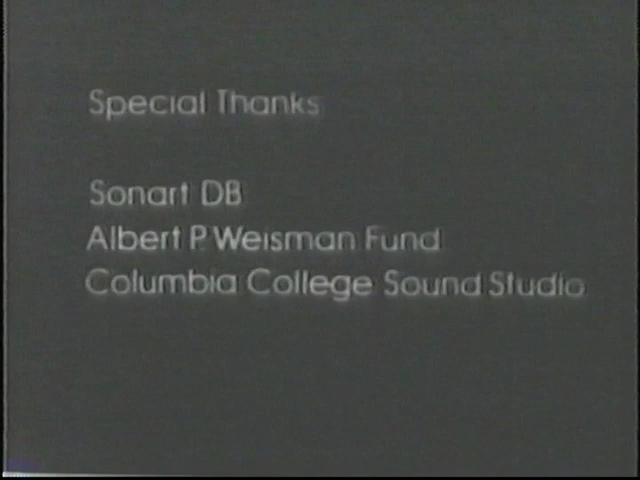 Special Thanks
Sonart DB
Albert P. Weisman Fund
Columbia College Sound Studio